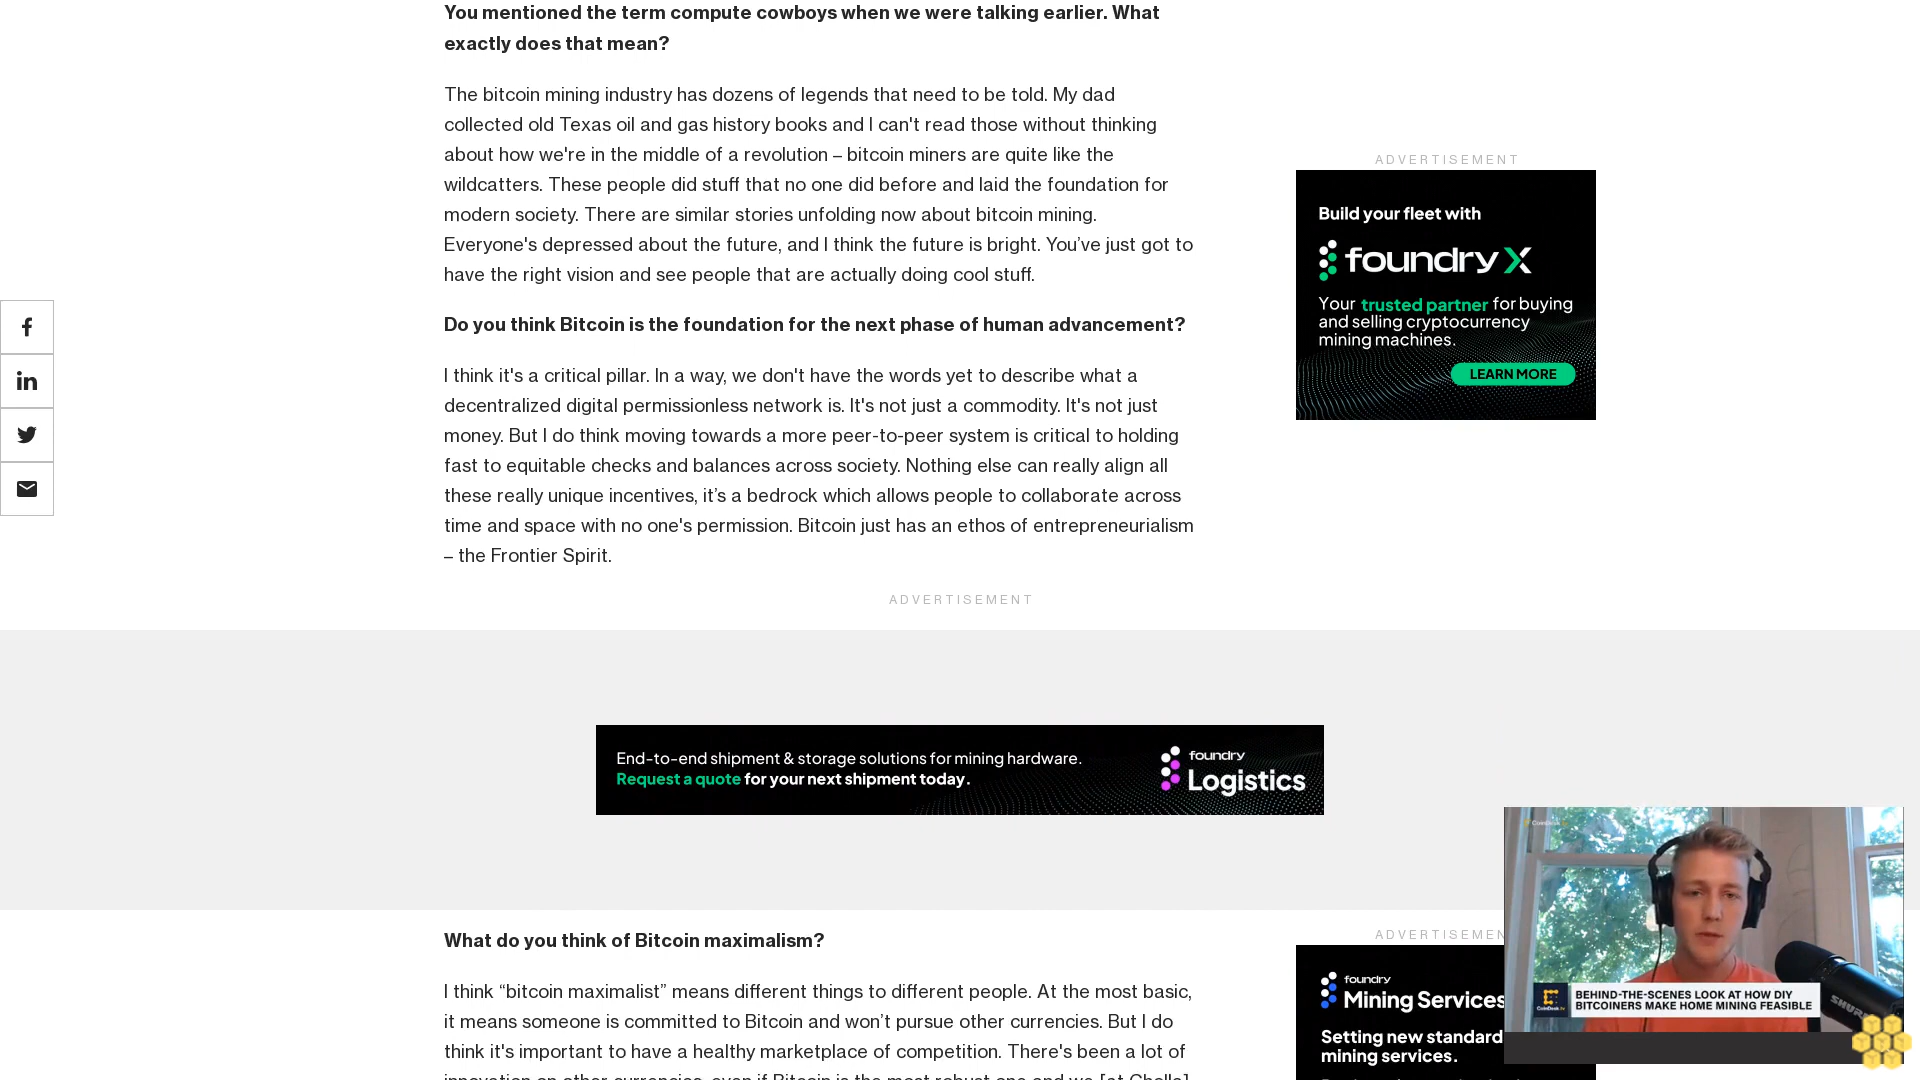 You mentioned the term compute cowboys when we were talking earlier. What
exactly does that mean?
The bitcoin mining industry has dozens of legends that need to be told. My dad
collected old Texas oil and gas history books and I can't read those without thinking
about how we're in the middle of a revolution – bitcoin miners are quite like the
wildcatters. These people did stuff that no one did before and laid the foundation for
modern society. There are similar stories unfolding now about bitcoin mining.
Everyone's depressed about the future, and I think the future is bright. You’ve just got to
have the right vision and see people that are actually doing cool stuff.
Do you think Bitcoin is the foundation for the next phase of human advancement?
I think it's a critical pillar. In a way, we don't have the words yet to describe what a
decentralized digital permissionless network is. It's not just a commodity. It's not just
money. But I do think moving towards a more peer-to-peer system is critical to holding
fast to equitable checks and balances across society. Nothing else can really align all
these really unique incentives, it’s a bedrock which allows people to collaborate across
time and space with no one's permission. Bitcoin just has an ethos of entrepreneurialism
– the Frontier Spirit.
ADVERTISEMENT
Build your fleet with
foundry X
Your trusted partner for buying
and selling cryptocurrency
mining machines.
LEARN MORE
ADVERTISEMENT
End-to-end shipment & storage solutions for mining hardware.
Request a quote for your next shipment today.
foundry
Logistics
What do you think of Bitcoin maximalism?
I think “bitcoin maximalist” means different things to different people. At the most basic,
it means someone is committed to Bitcoin and won’t pursue other currencies. But I do
think it's important to have a healthy marketplace of competition. There's been a lot of
innovation on other currencies, even if Bitcoin is the most robust one and we [at Cholla]
ADVERTISEMEN
foundry
Mining Services
Setting new standard
mining services.
CoinDesk tv
BEHIND-THE-SCENES LOOK AT HOW DIY
BITCOINERS MAKE HOME MINING FEASIBLE
CoinDesk tv
SHURE